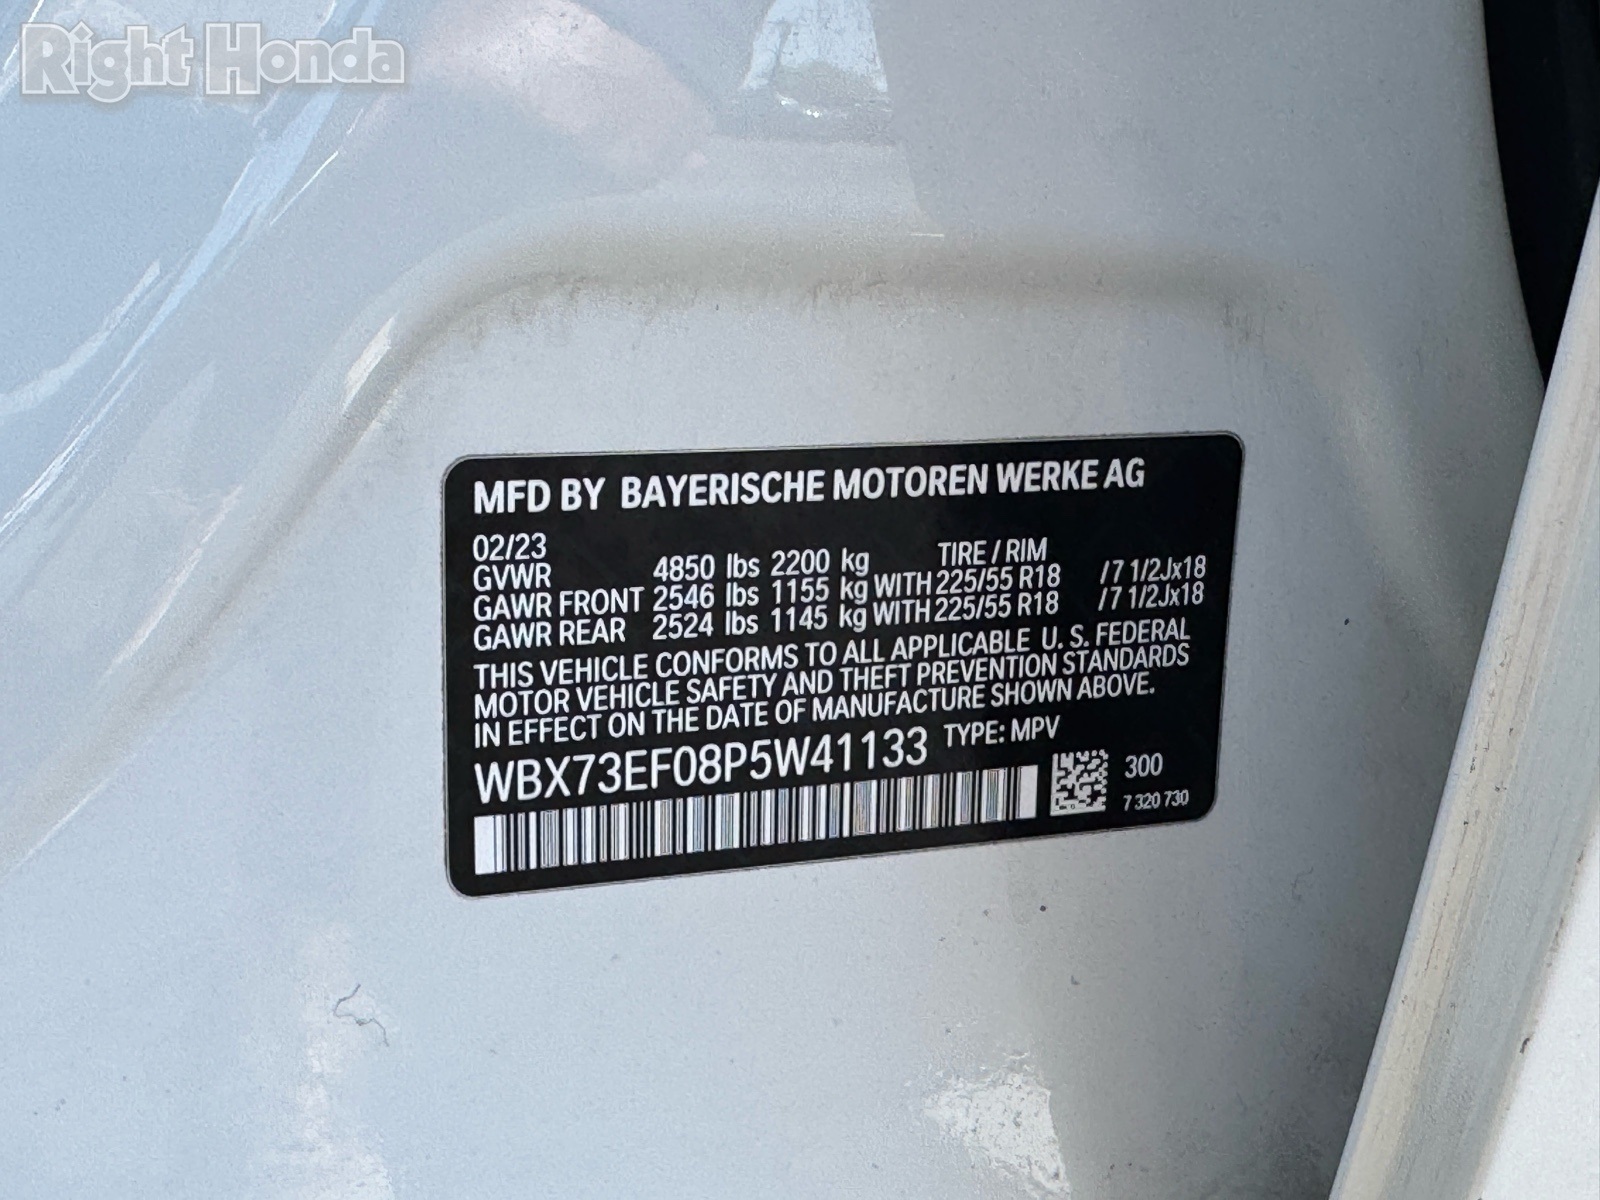 Right Honda
MFD BY BAYERISCHE MOTOREN WERKE AG
02/23 TIRE / RIM
GVWR 4850 lbs 2200 kg
GAWR FRONT 2546 lbs 1155 kg WITH 225/55 R18 /7 1/2Jx18
GAWR REAR 2524 lbs 1145 kg WITH 225/55 R18 /7 1/2Jx18
THIS VEHICLE CONFORMS TO ALL APPLICABLE U. S. FEDERAL
MOTOR VEHICLE SAFETY AND THEFT PREVENTION STANDARDS
IN EFFECT ON THE DATE OF MANUFACTURE SHOWN ABOVE.
WBX73EF08P5W41133 TYPE: MPV
300
7 320 730